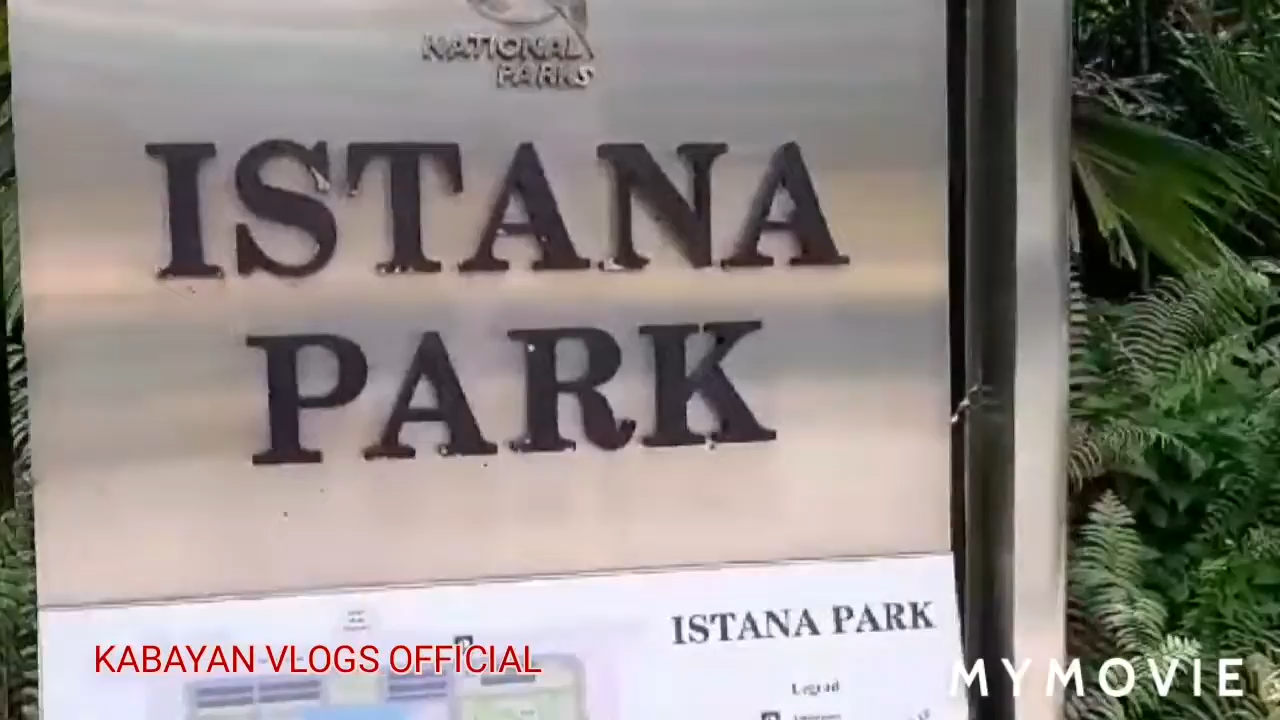 NATIONAL
PARKS
ISTANA
PARK
ISTANA PARK
KABAYAN VLOGS OFFICIAL
Legend
MYMOVIE